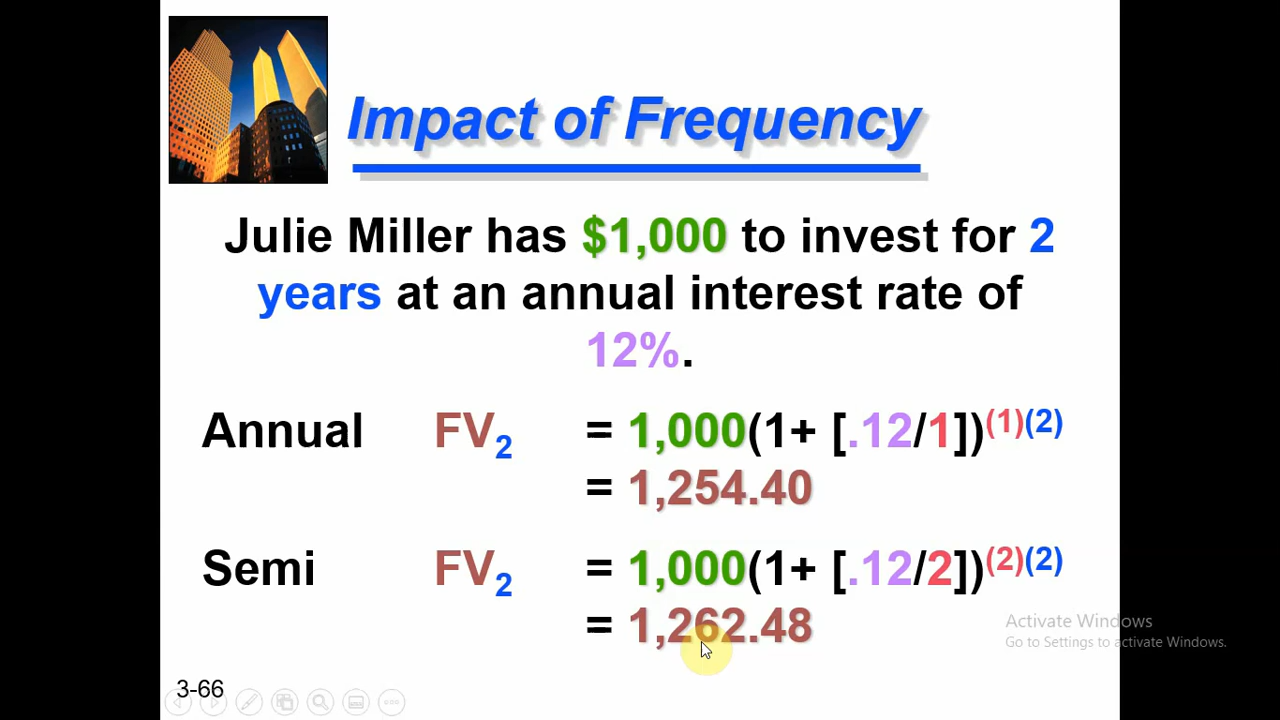 Impact of Frequency
Julie Miller has $1,000 to invest for 2
years at an annual interest rate of
12%.
Annual FV2 = 1,000(1+ [.12/1])(1)(2)
= 1,254.40
Semi FV2 = 1,000(1+ [.12/2])(2)(2)
= 1,262.48
Activate Windows
Go to Settings to activate Windows.
3-66